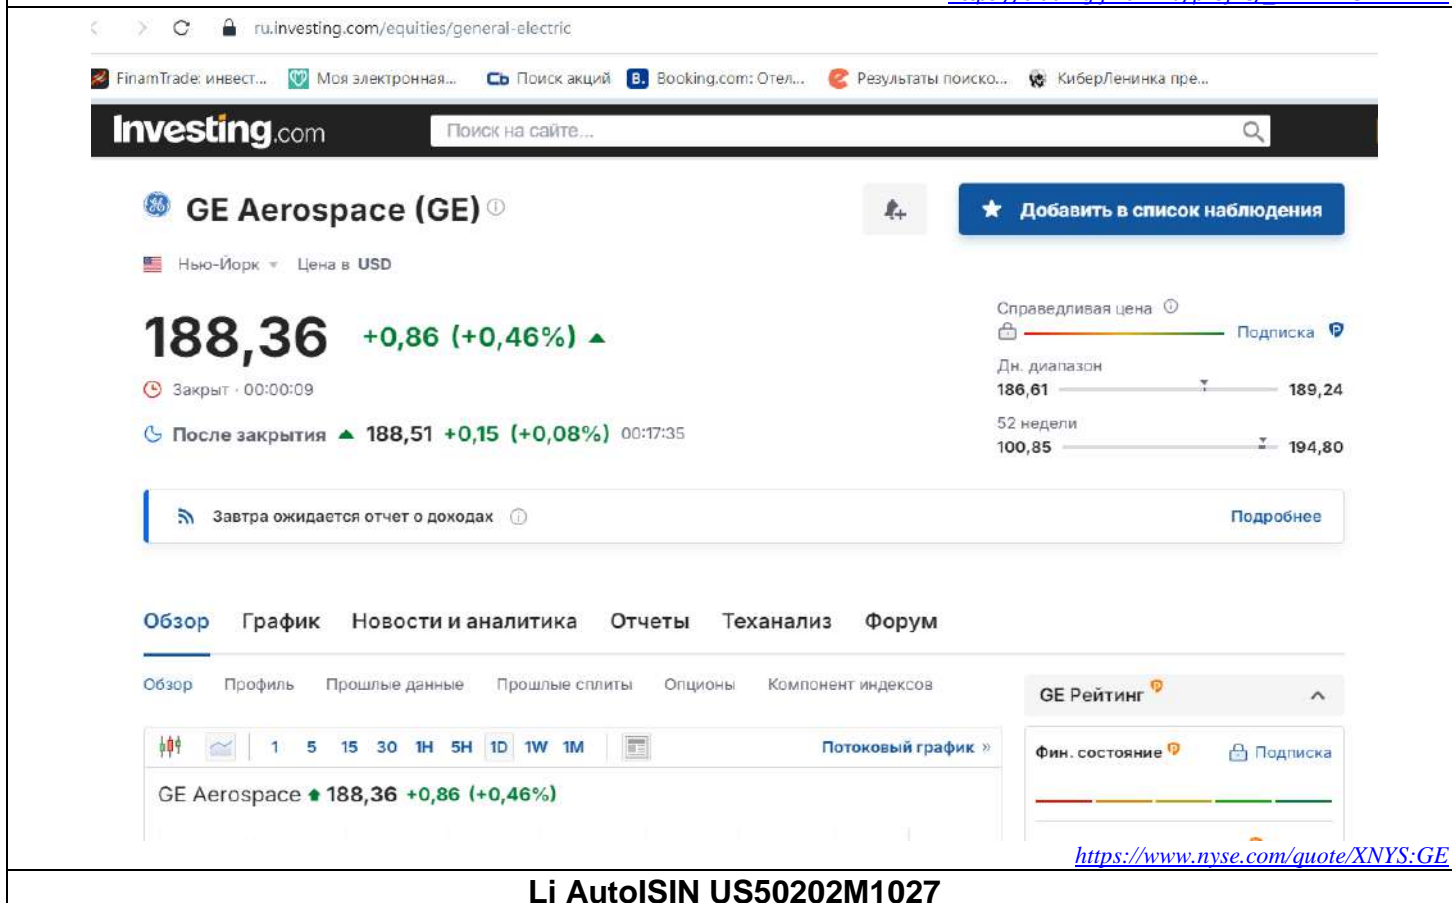 ru.investing.com/equities/general-electric
FinamTrade: инвест... Моя электронная... Сь Поиск акций B. Booking.com: Отел... Результаты поиско... КиберЛенинка пре...
Investing.com Поиск на сайте...
GE Aerospace (GE)
Добавить в список наблюдения
Нью-Йорк Цена в USD
Справедливая цена
188,36 +0,86 (+0,46%)
Подписка
Дн. диапазон
186,61 189,24
Закрыт · 00:00:09
52 недели
После закрытия 188,51 +0,15 (+0,08%) 00:17:35
100,85 194,80
Завтра ожидается отчет о доходах Подробнее
Обзор График Новости и аналитика Отчеты Теханализ Форум
Обзор Профиль Прошлые данные Прошлые сплиты Опционы Компонент индексов
GE Рейтинг
1 5 15 30 1H 5H 1D 1W 1M Потоковый график »
Фин. состояние Подписка
GE Aerospace 188,36 +0,86 (+0,46%)
https://www.nyse.com/quote/XNYS:GE
Li AutoISIN US50202M1027